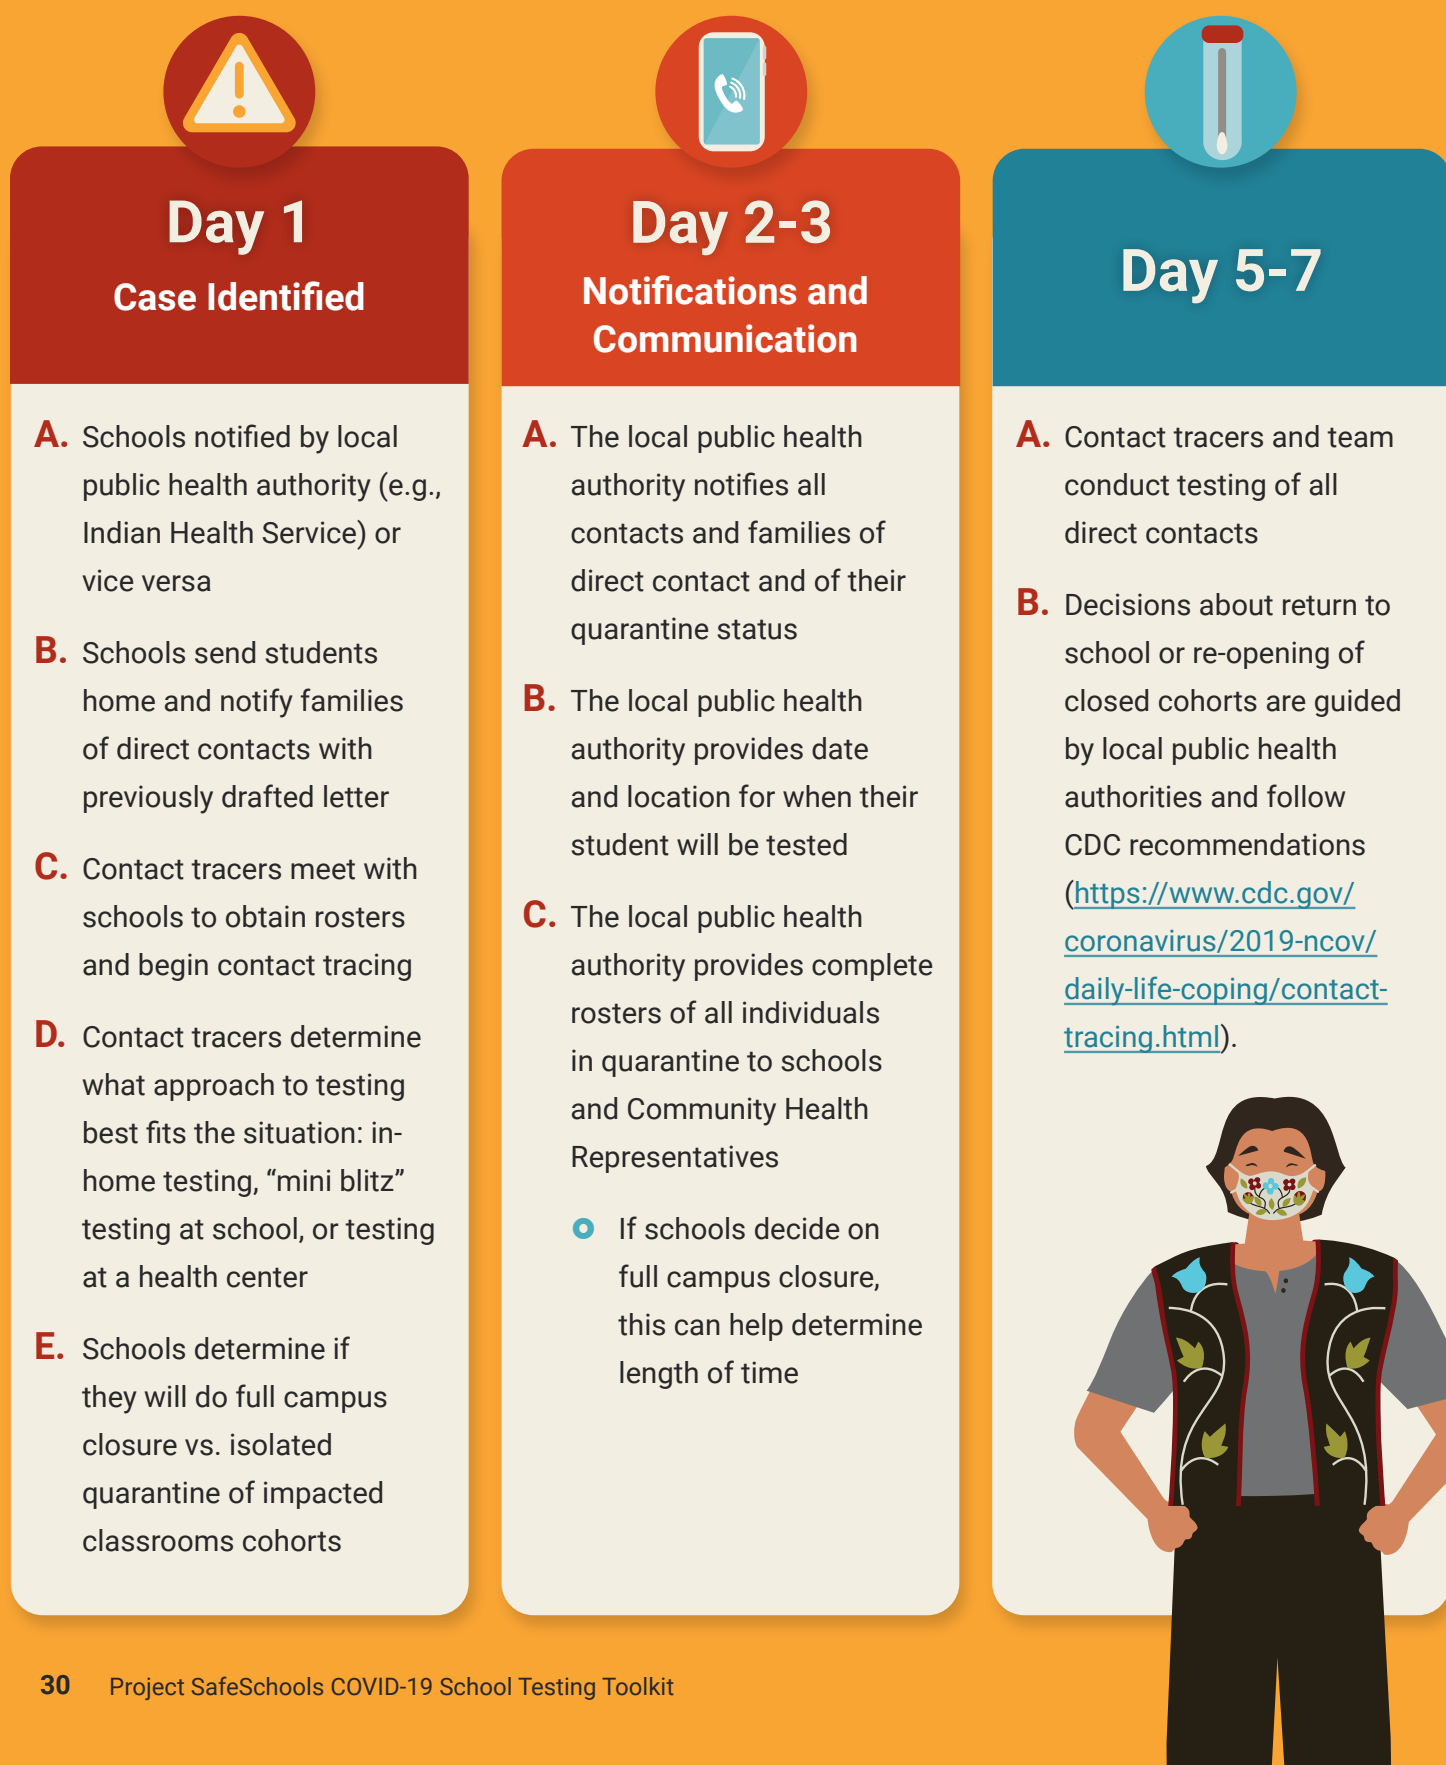 Day 1
Case Identified
A. Schools notified by local
public health authority (e.g.,
Indian Health Service) or
vice versa
B. Schools send students
home and notify families
of direct contacts with
previously drafted letter
C. Contact tracers meet with
schools to obtain rosters
and begin contact tracing
D. Contact tracers determine
what approach to testing
best fits the situation: in-
home testing, “mini blitz”
testing at school, or testing
at a health center
E. Schools determine if
they will do full campus
closure vs. isolated
quarantine of impacted
classrooms cohorts
Day 2-3
Notifications and
Communication
A. The local public health
authority notifies all
contacts and families of
direct contact and of their
quarantine status
B. The local public health
authority provides date
and location for when their
student will be tested
C. The local public health
authority provides complete
rosters of all individuals
in quarantine to schools
and Community Health
Representatives
If schools decide on
full campus closure,
this can help determine
length of time
Day 5-7
A. Contact tracers and team
conduct testing of all
direct contacts
B. Decisions about return to
school or re-opening of
closed cohorts are guided
by local public health
authorities and follow
CDC recommendations
(https://www.cdc.gov/
coronavirus/2019-ncov/
daily-life-coping/contact-
tracing.html).
30 Project SafeSchools COVID-19 School Testing Toolkit